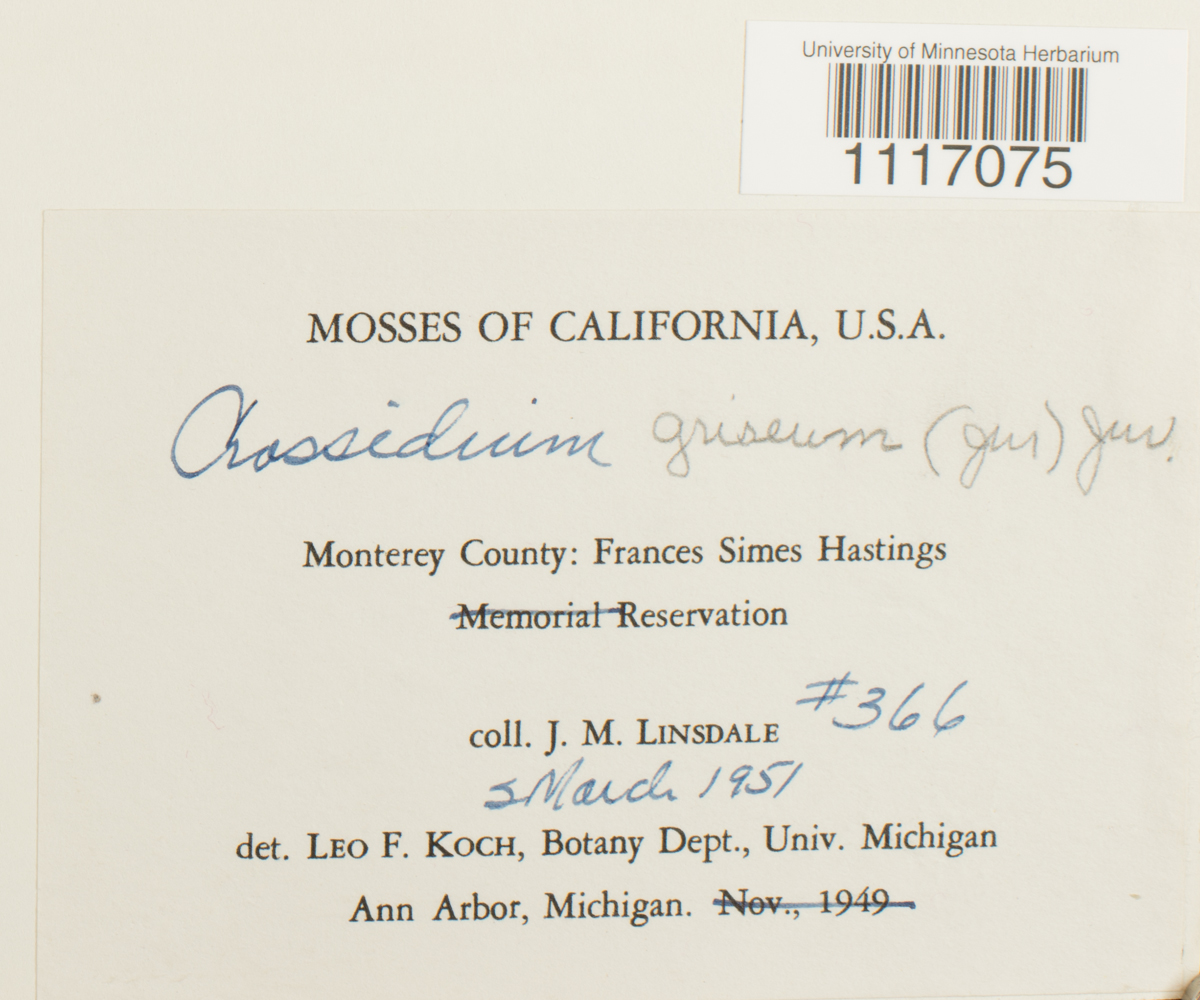 University of Minnesota Herbarium
1117075
MOSSES OF CALIFORNIA, U.S.A.
Crossidium griseum (Jur) Jur.
Monterey County: Frances Simes Hastings
Memorial Reservation
coll. J. M. LINSDALE #366
5 March 1951
det. LEO F. KOCH, Botany Dept., Univ. Michigan
Ann Arbor, Michigan. Nov., 1949